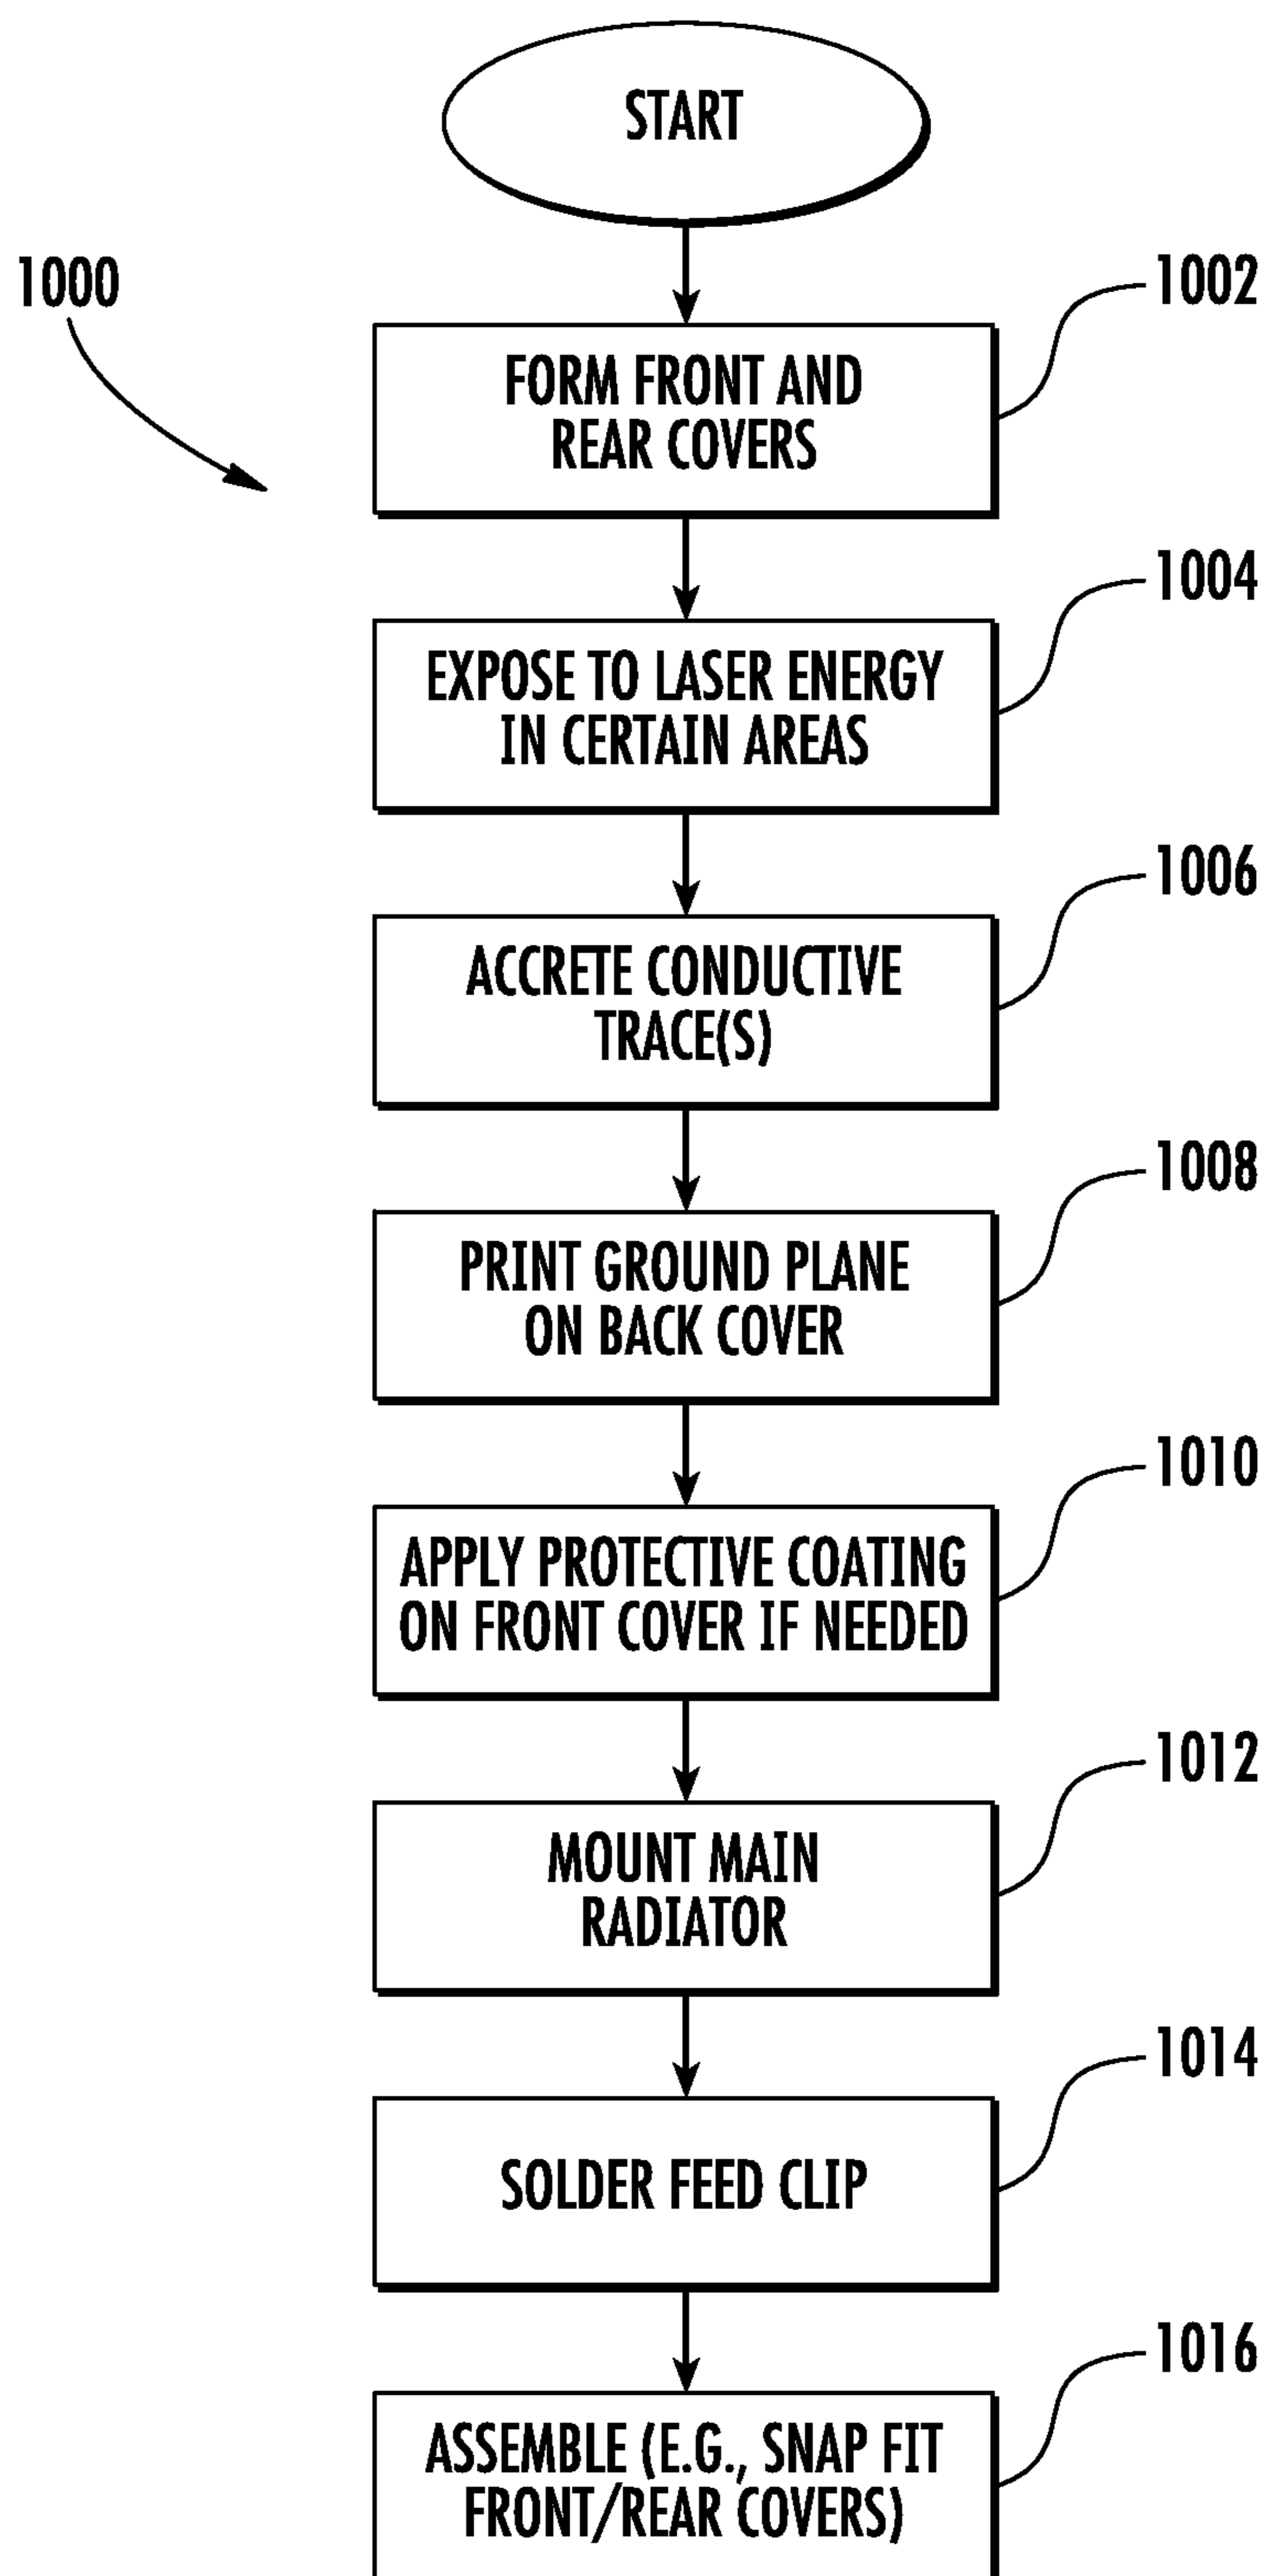 START
1000
1002
FORM FRONT AND
REAR COVERS
1004
EXPOSE TO LASER ENERGY
IN CERTAIN AREAS
1006
ACCRETE CONDUCTIVE
TRACE(S)
1008
PRINT GROUND PLANE
ON BACK COVER
1010
APPLY PROTECTIVE COATING
ON FRONT COVER IF NEEDED
1012
MOUNT MAIN
RADIATOR
1014
SOLDER FEED CLIP
1016
ASSEMBLE (E.G., SNAP FIT
FRONT/REAR COVERS)